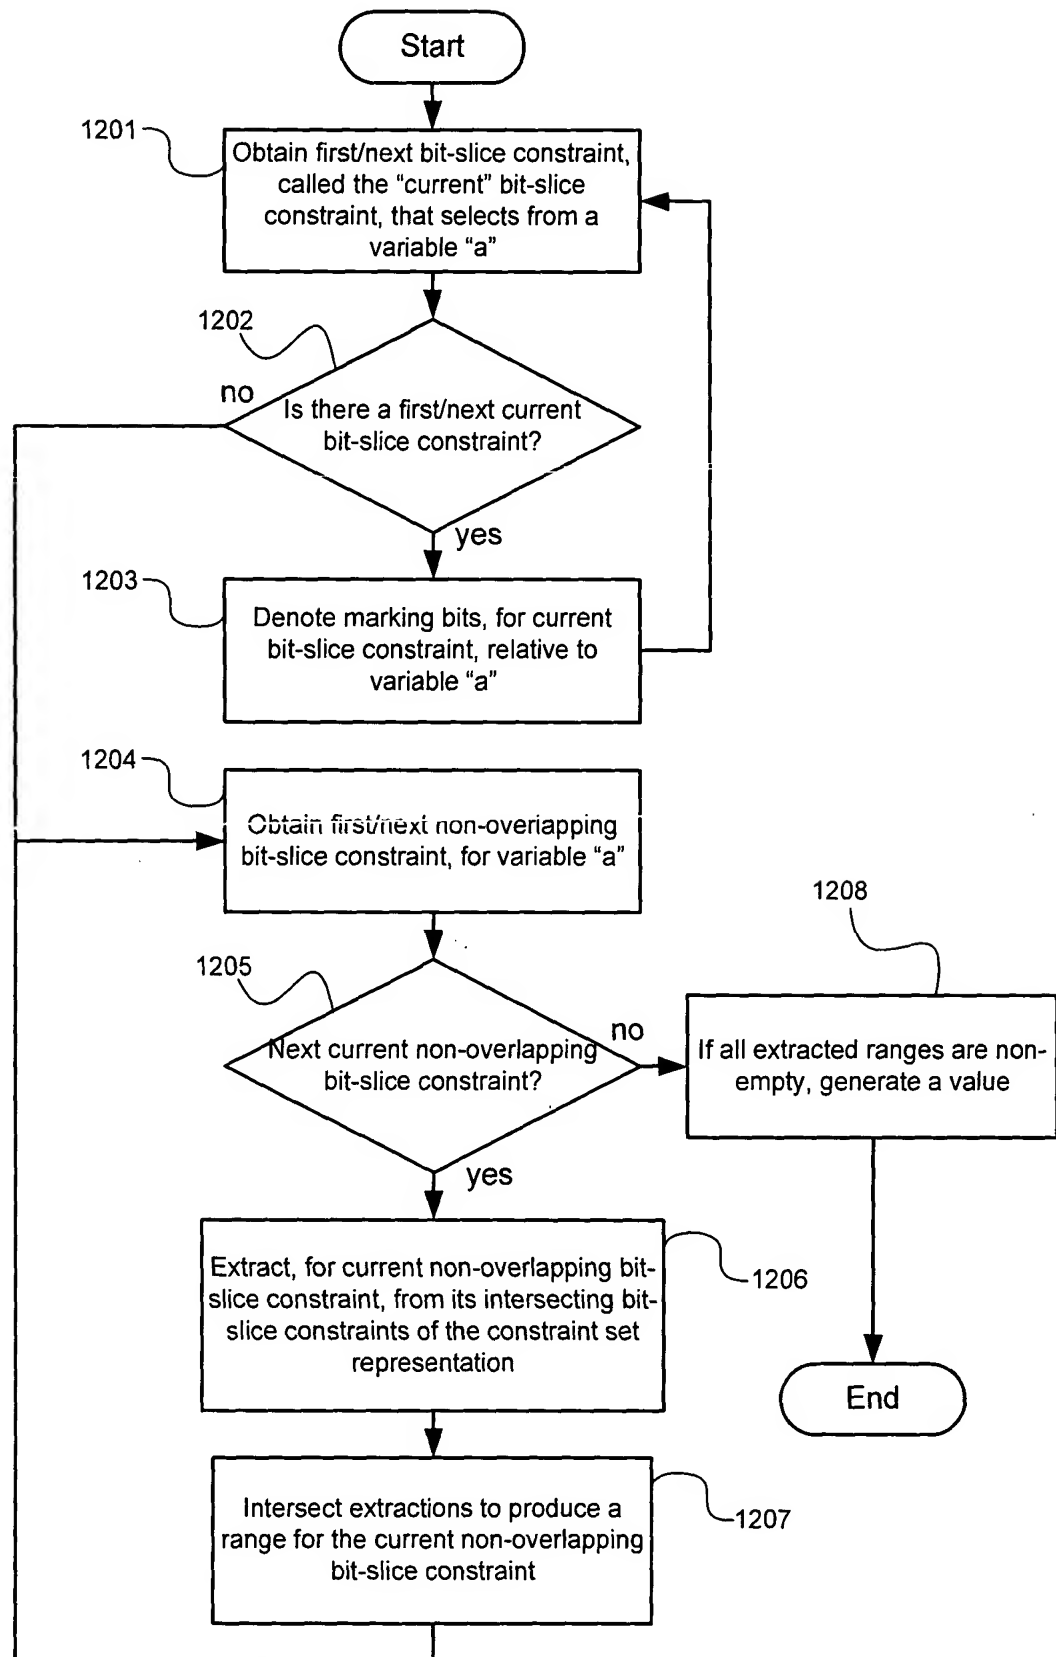 Start
1201
Obtain first/next bit-slice constraint,
called the “current” bit-slice
constraint, that selects from a
variable “a”
1202
no
Is there a first/next current
bit-slice constraint?
yes
1203
Denote marking bits, for current
bit-slice constraint, relative to
variable “a”
1204
Obtain first/next non-overlapping
bit-slice constraint, for variable “a”
1208
1205
no
Next current non-overlapping
bit-slice constraint?
If all extracted ranges are non-
empty, generate a value
yes
Extract, for current non-overlapping bit-
slice constraint, from its intersecting bit-
slice constraints of the constraint set
representation
1206
End
Intersect extractions to produce a
range for the current non-overlapping
bit-slice constraint
1207